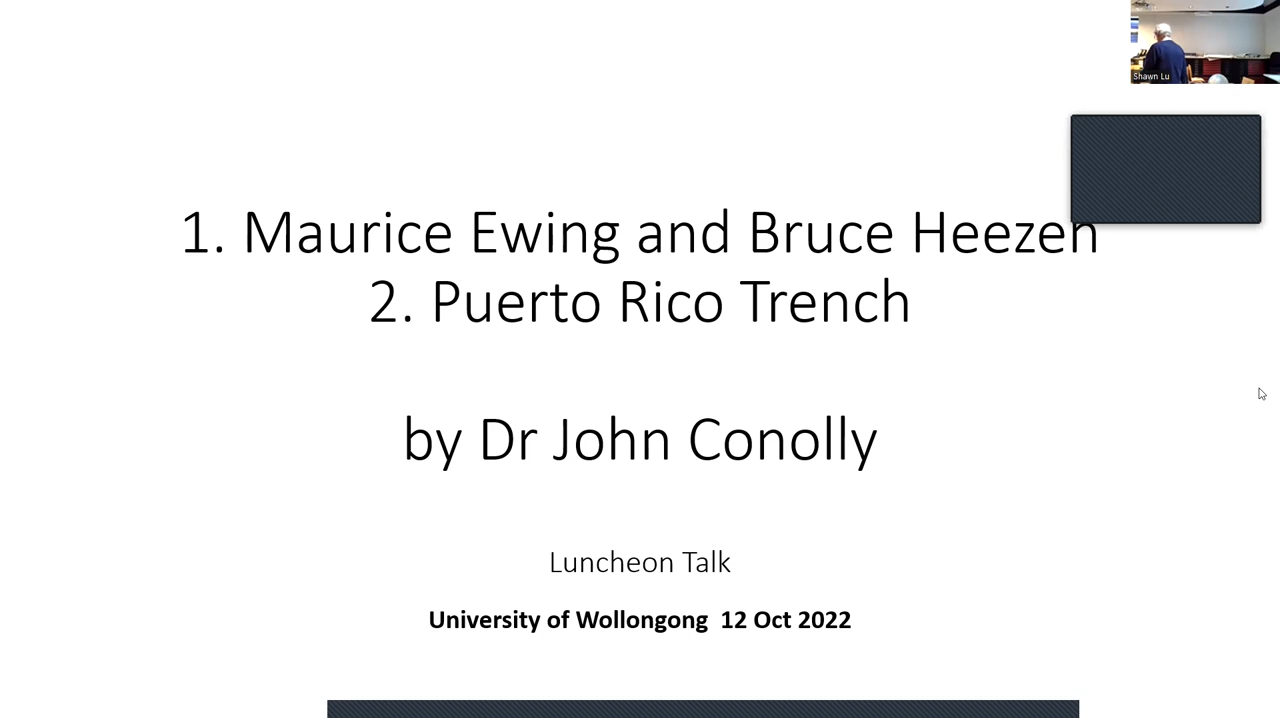 Shawn Lu
1. Maurice Ewing and Bruce Heezen
2. Puerto Rico Trench
by Dr John Conolly
Luncheon Talk
University of Wollongong 12 Oct 2022